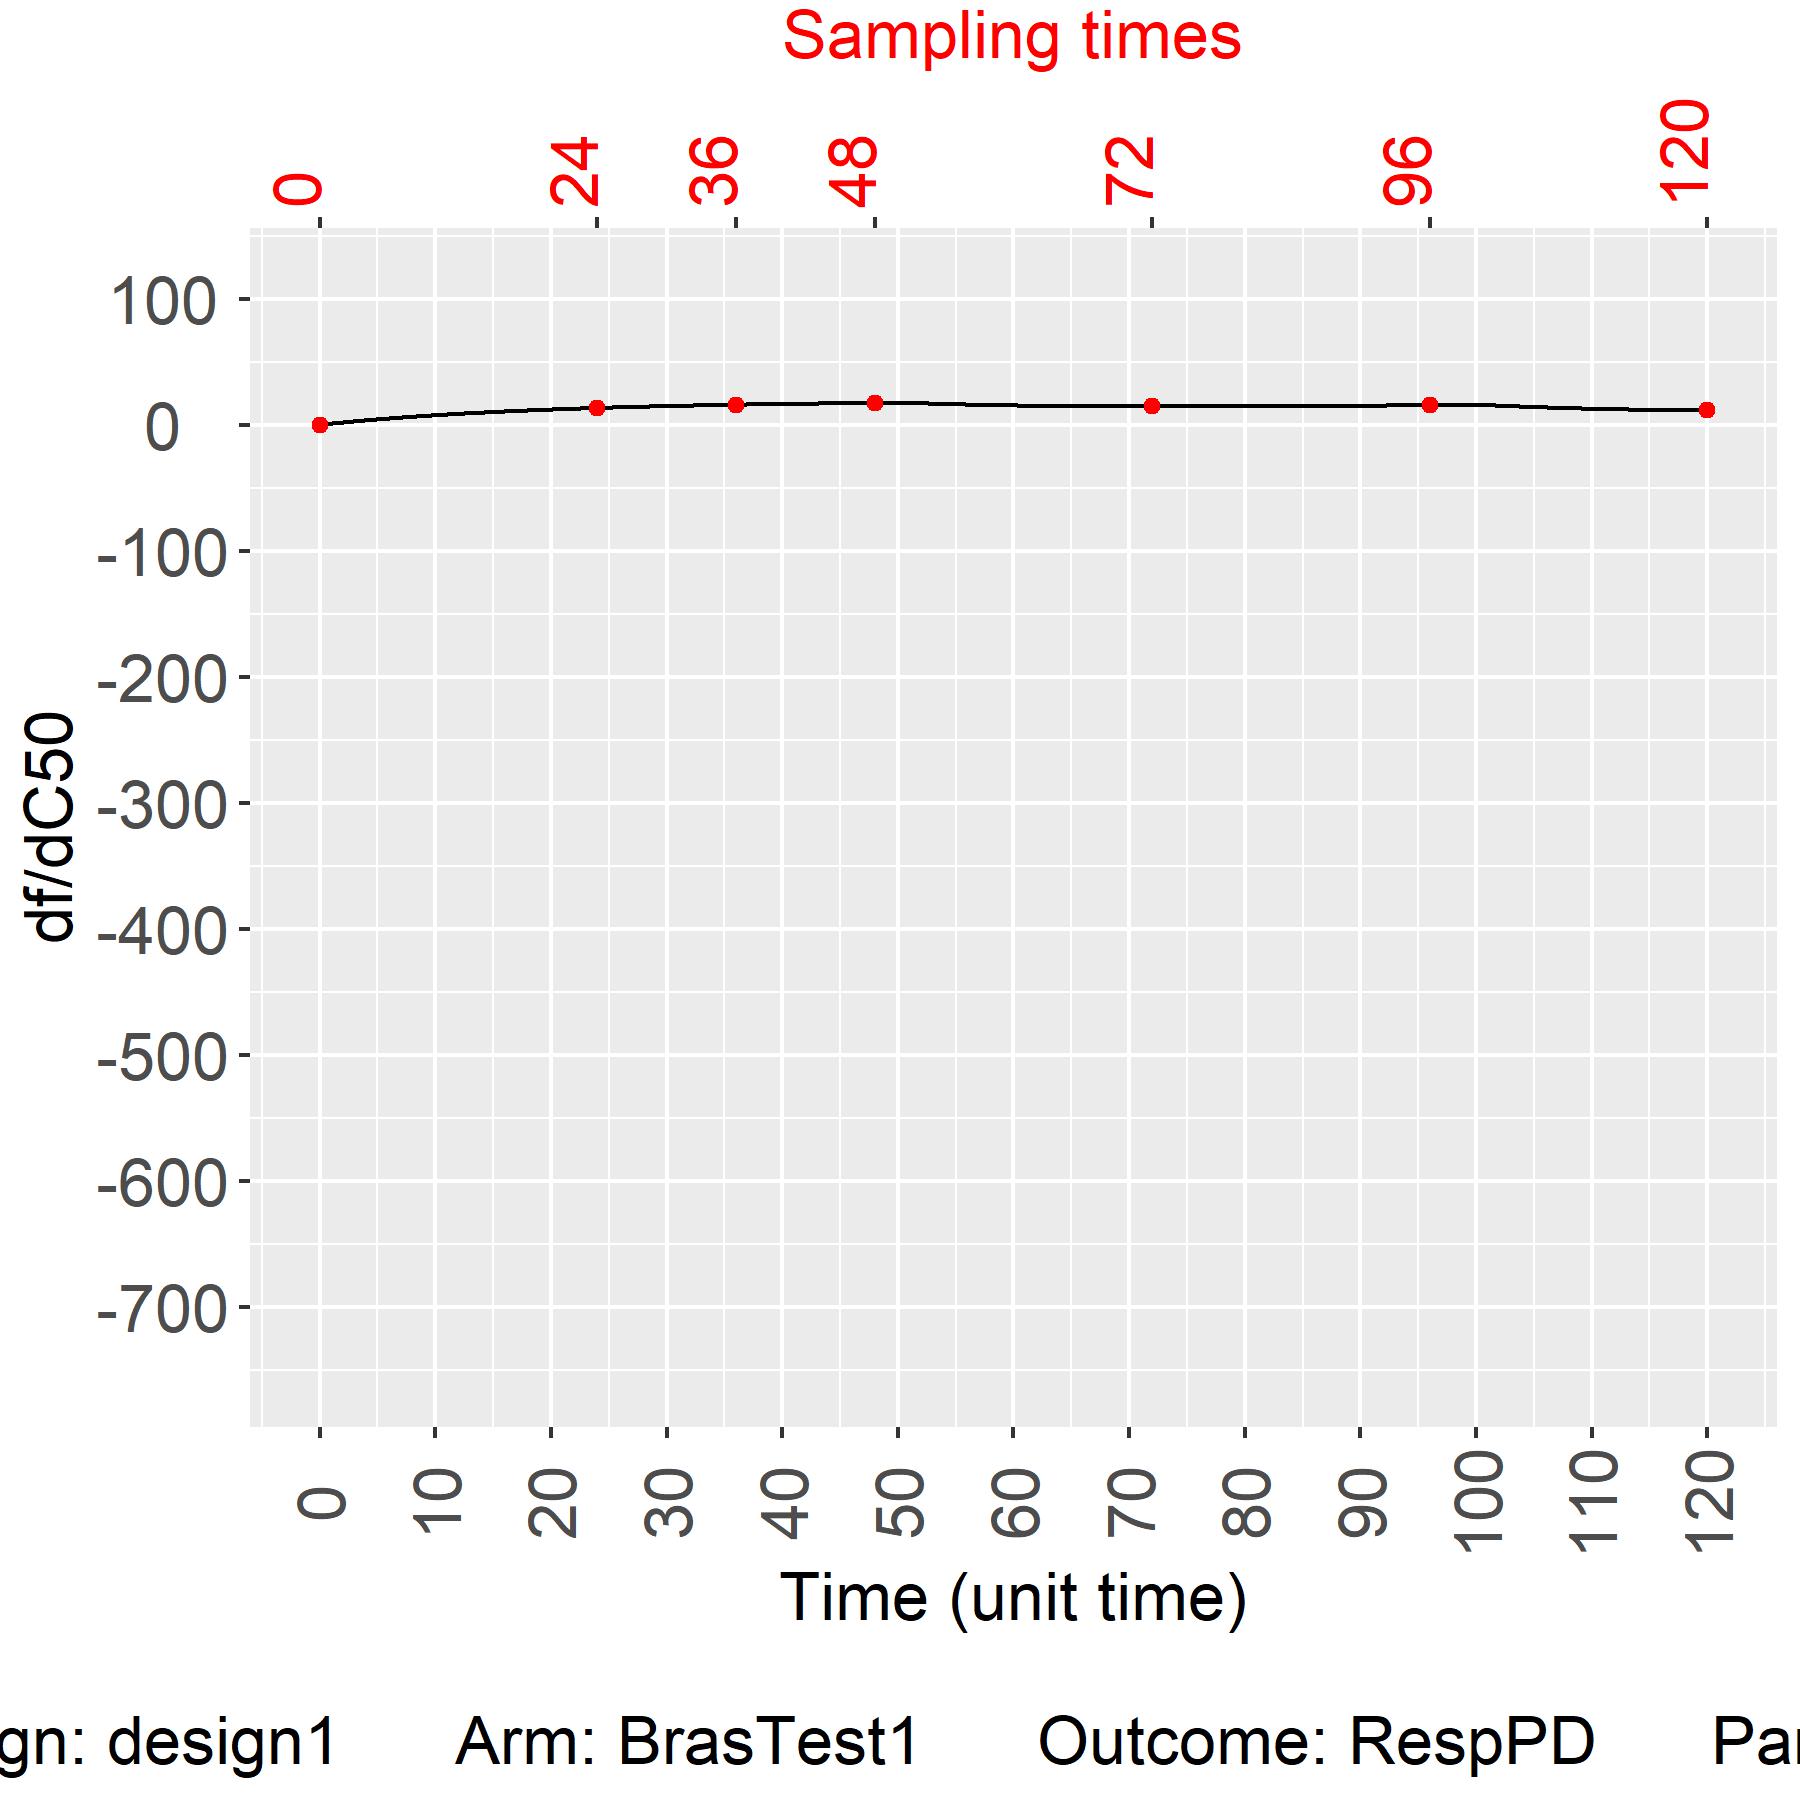 Sampling times
0 24 36 48 72 96 120
100
0
-100
-200
-300
-400
-500
-600
-700
df/dC50
0 10 20 30 40 50 60 70 80 90 100 110 120
Time (unit time)
gn: design1 Arm: BrasTest1 Outcome: RespPD